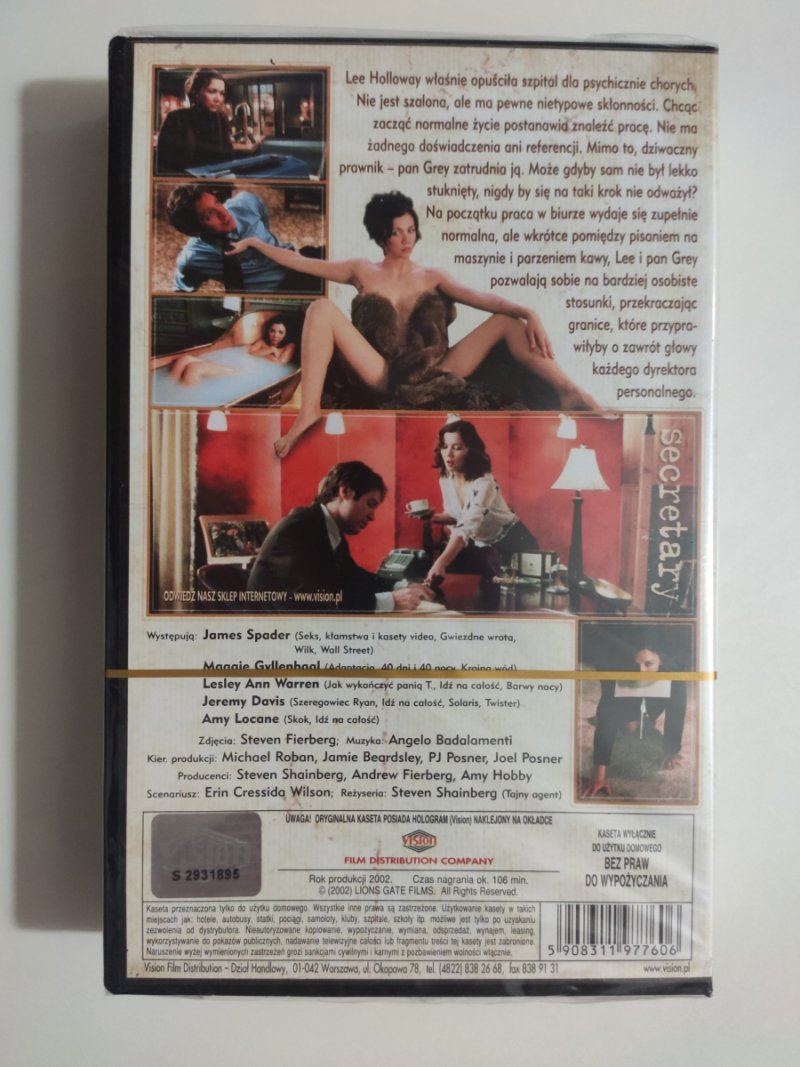 Lee Holloway właśnie opuściła szpital dla psychicznie chorych.
Nie jest szalona, ale ma pewne nietypowe skłonności. Chcąc
zacząć normalne życie postanawia znaleźć pracę. Nie ma
żadnego doświadczenia ani referencji. Mimo to, dziwaczny
prawnik – pan Grey zatrudnia ją. Może gdyby sam nie był lekko
stuknięty, nigdy by się na taki krok nie odważył?
Na początku praca w biurze wydaje się zupełnie
normalna, ale wkrótce pomiędzy pisaniem na
maszynie i parzeniem kawy, Lee i pan Grey
pozwalają sobie na bardziej osobiste
stosunki, przekraczając
granice, które przypra-
wiłyby o zawrót głowy
każdego dyrektora
personalnego.
secretary
ODWIEDŹ NASZ SKLEP INTERNETOWY - www.vision.pl
Występują: James Spader (Seks, kłamstwa i kasety video, Gwiezdne wrota,
Wilk, Wall Street)
Maggie Gyllenhaal (Adaptacja, 40 dni i 40 nocy, Kraina wód)
Lesley Ann Warren (Jak wykończyć panią T., Idź na całość, Barwy nocy)
Jeremy Davis (Szeregowiec Ryan, Idź na całość, Solaris, Twister)
Amy Locane (Skok, Idź na całość)
Zdjęcia: Steven Fierberg; Muzyka: Angelo Badalamenti
Kier. produkcji: Michael Roban, Jamie Beardsley, PJ Posner, Joel Posner
Producenci: Steven Shainberg, Andrew Fierberg, Amy Hobby
Scenariusz: Erin Cressida Wilson; Reżyseria: Steven Shainberg (Tajny agent)
UWAGA! ORYGINALNA KASETA POSIADA HOLOGRAM (Vision) NAKLEJONY NA OKŁADCE
S 2931895
VISION
FILM DISTRIBUTION COMPANY
Rok produkcji 2002. Czas nagrania ok. 106 min.
© (2002) LIONS GATE FILMS. All Rights Reserved.
KASETA WYŁĄCZNIE
DO UŻYTKU DOMOWEGO
BEZ PRAW
DO WYPOŻYCZANIA
Kaseta przeznaczona tylko do użytku domowego. Wszystkie inne prawa są zastrzeżone. Użytkowanie kasety w takich
miejscach jak: hotele, autobusy, statki, pociągi, samoloty, kluby, szpitale, szkoły itp. możliwe jest tylko po uzyskaniu
zezwolenia od dystrybutora. Nieautoryzowane kopiowanie, wypożyczanie, wymiana, odsprzedaż, wynajem, leasing,
wykorzystywanie do pokazów publicznych, nadawanie telewizyjne całości lub fragmentu treści tej kasety jest zabronione.
Naruszenie wyżej wymienionych zastrzeżeń grozi sankcjami cywilnymi i karnymi z pozbawieniem wolności włącznie.
5 908311 977606
Vision Film Distribution - Dział Handlowy, 01-042 Warszawa, ul. Okopowa 78, tel. (4822) 838 26 68, fax 838 91 31
www.vision.pl